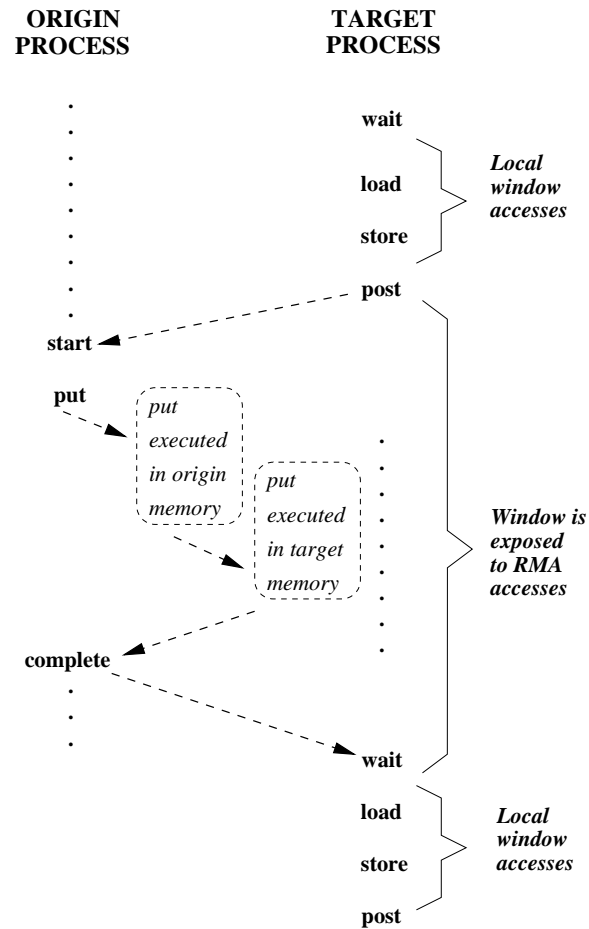 ORIGIN
PROCESS
TARGET
PROCESS
wait
load
store
Local
window
accesses
post
start
put
put
executed
in origin
memory
put
executed
in target
memory
Window is
exposed
to RMA
accesses
complete
wait
load
store
post
Local
window
accesses